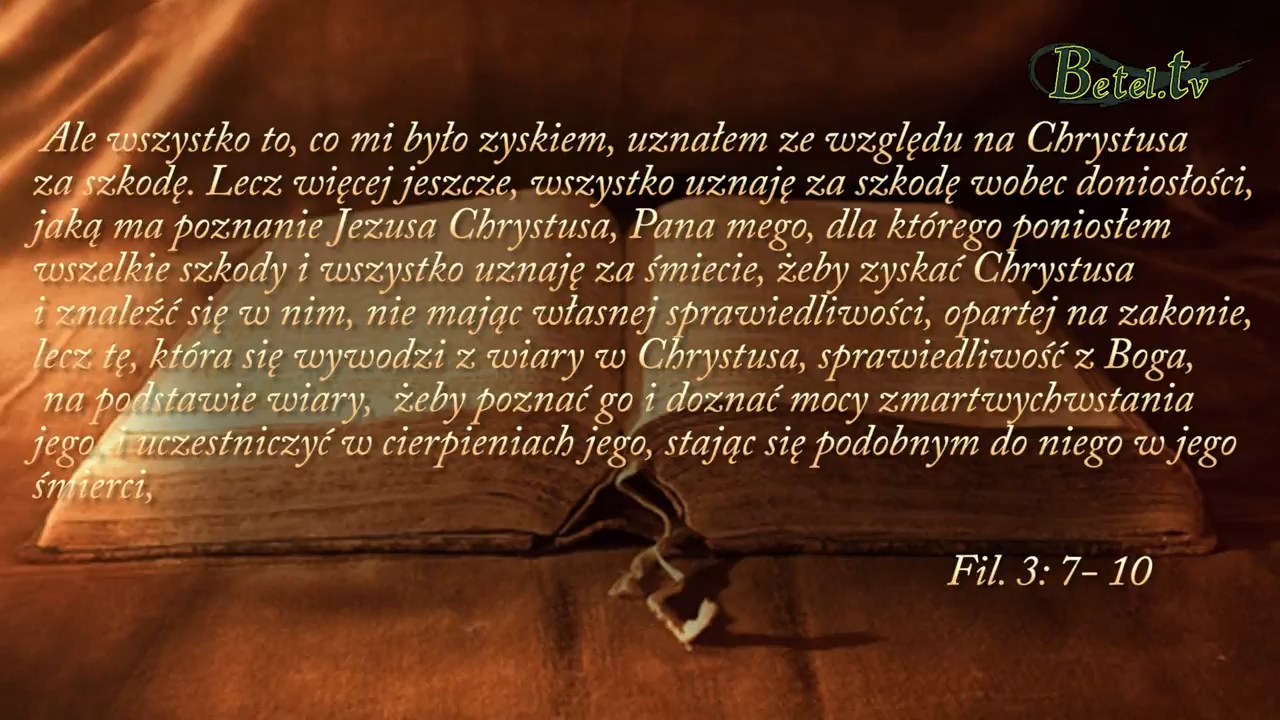 Betel.tv
Ale wszystko to, co mi było zyskiem, uznałem ze względu na Chrystusa
za szkodę. Lecz więcej jeszcze, wszystko uznaję za szkodę wobec doniosłości,
jaką ma poznanie Jezusa Chrystusa, Pana mego, dla którego poniosłem
wszelkie szkody i wszystko uznaję za śmiecie, żeby zyskać Chrystusa
i znaleźć się w nim, nie mając własnej sprawiedliwości, opartej na zakonie,
lecz tę, która się wywodzi z wiary w Chrystusa, sprawiedliwość z Boga,
na podstawie wiary, żeby poznać go i doznać mocy zmartwychwstania
jego, i uczestniczyć w cierpieniach jego, stając się podobnym do niego w jego
śmierci,
Fil. 3: 7- 10